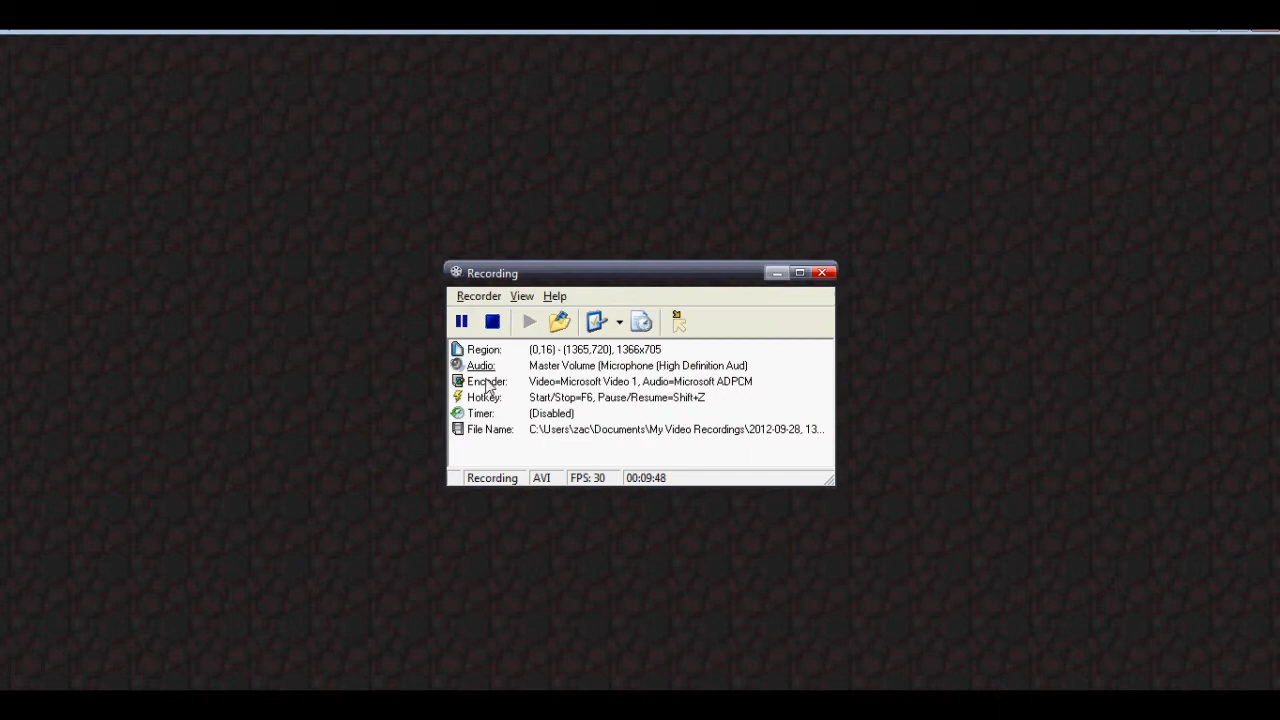 Recording
Recorder View Help
Region: (0,16) - (1365,720), 1366x705
Audio: Master Volume (Microphone (High Definition Aud)
Encoder: Video=Microsoft Video 1, Audio=Microsoft ADPCM
HotKey: Start/Stop=F6, Pause/Resume=Shift+Z
Timer: (Disabled)
File Name: C:\Users\zac\Documents\My Video Recordings\2012-09-28, 13...
Recording AVI FPS: 30 00:09:48